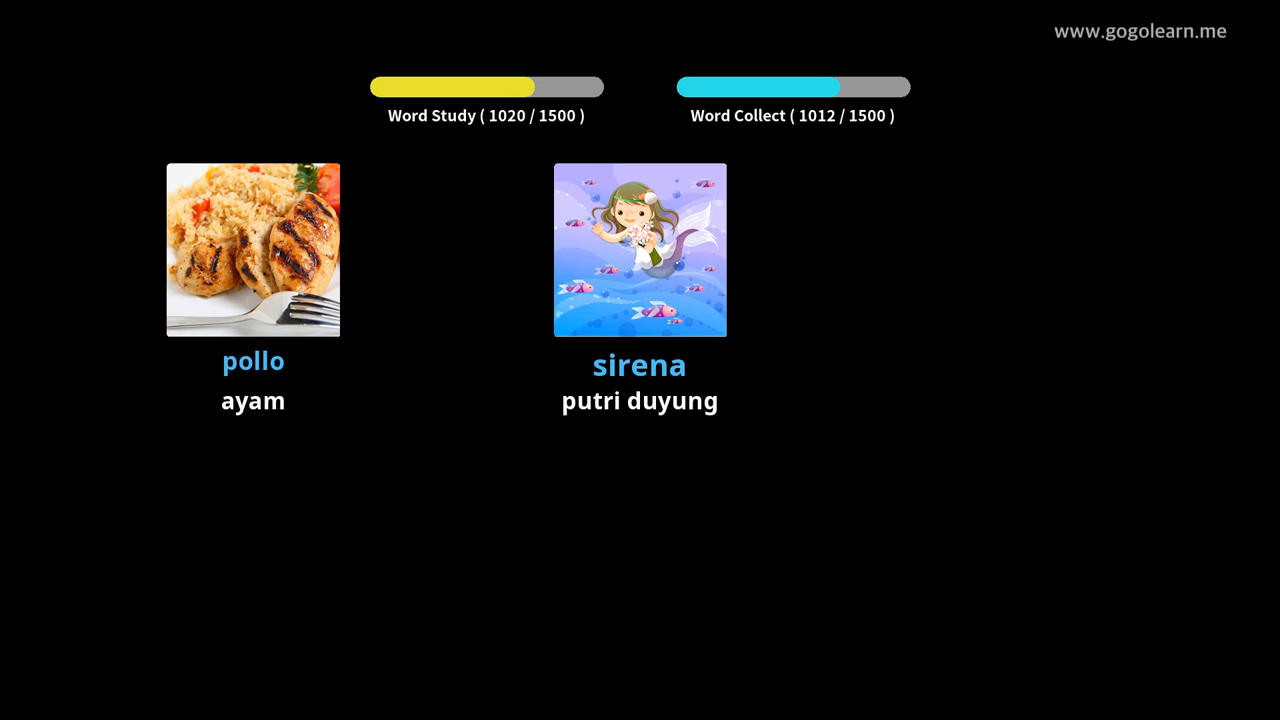 www.gogolearn.me
Word Study ( 1020 / 1500 )
Word Collect ( 1012 / 1500 )
pollo
ayam
sirena
putri duyung